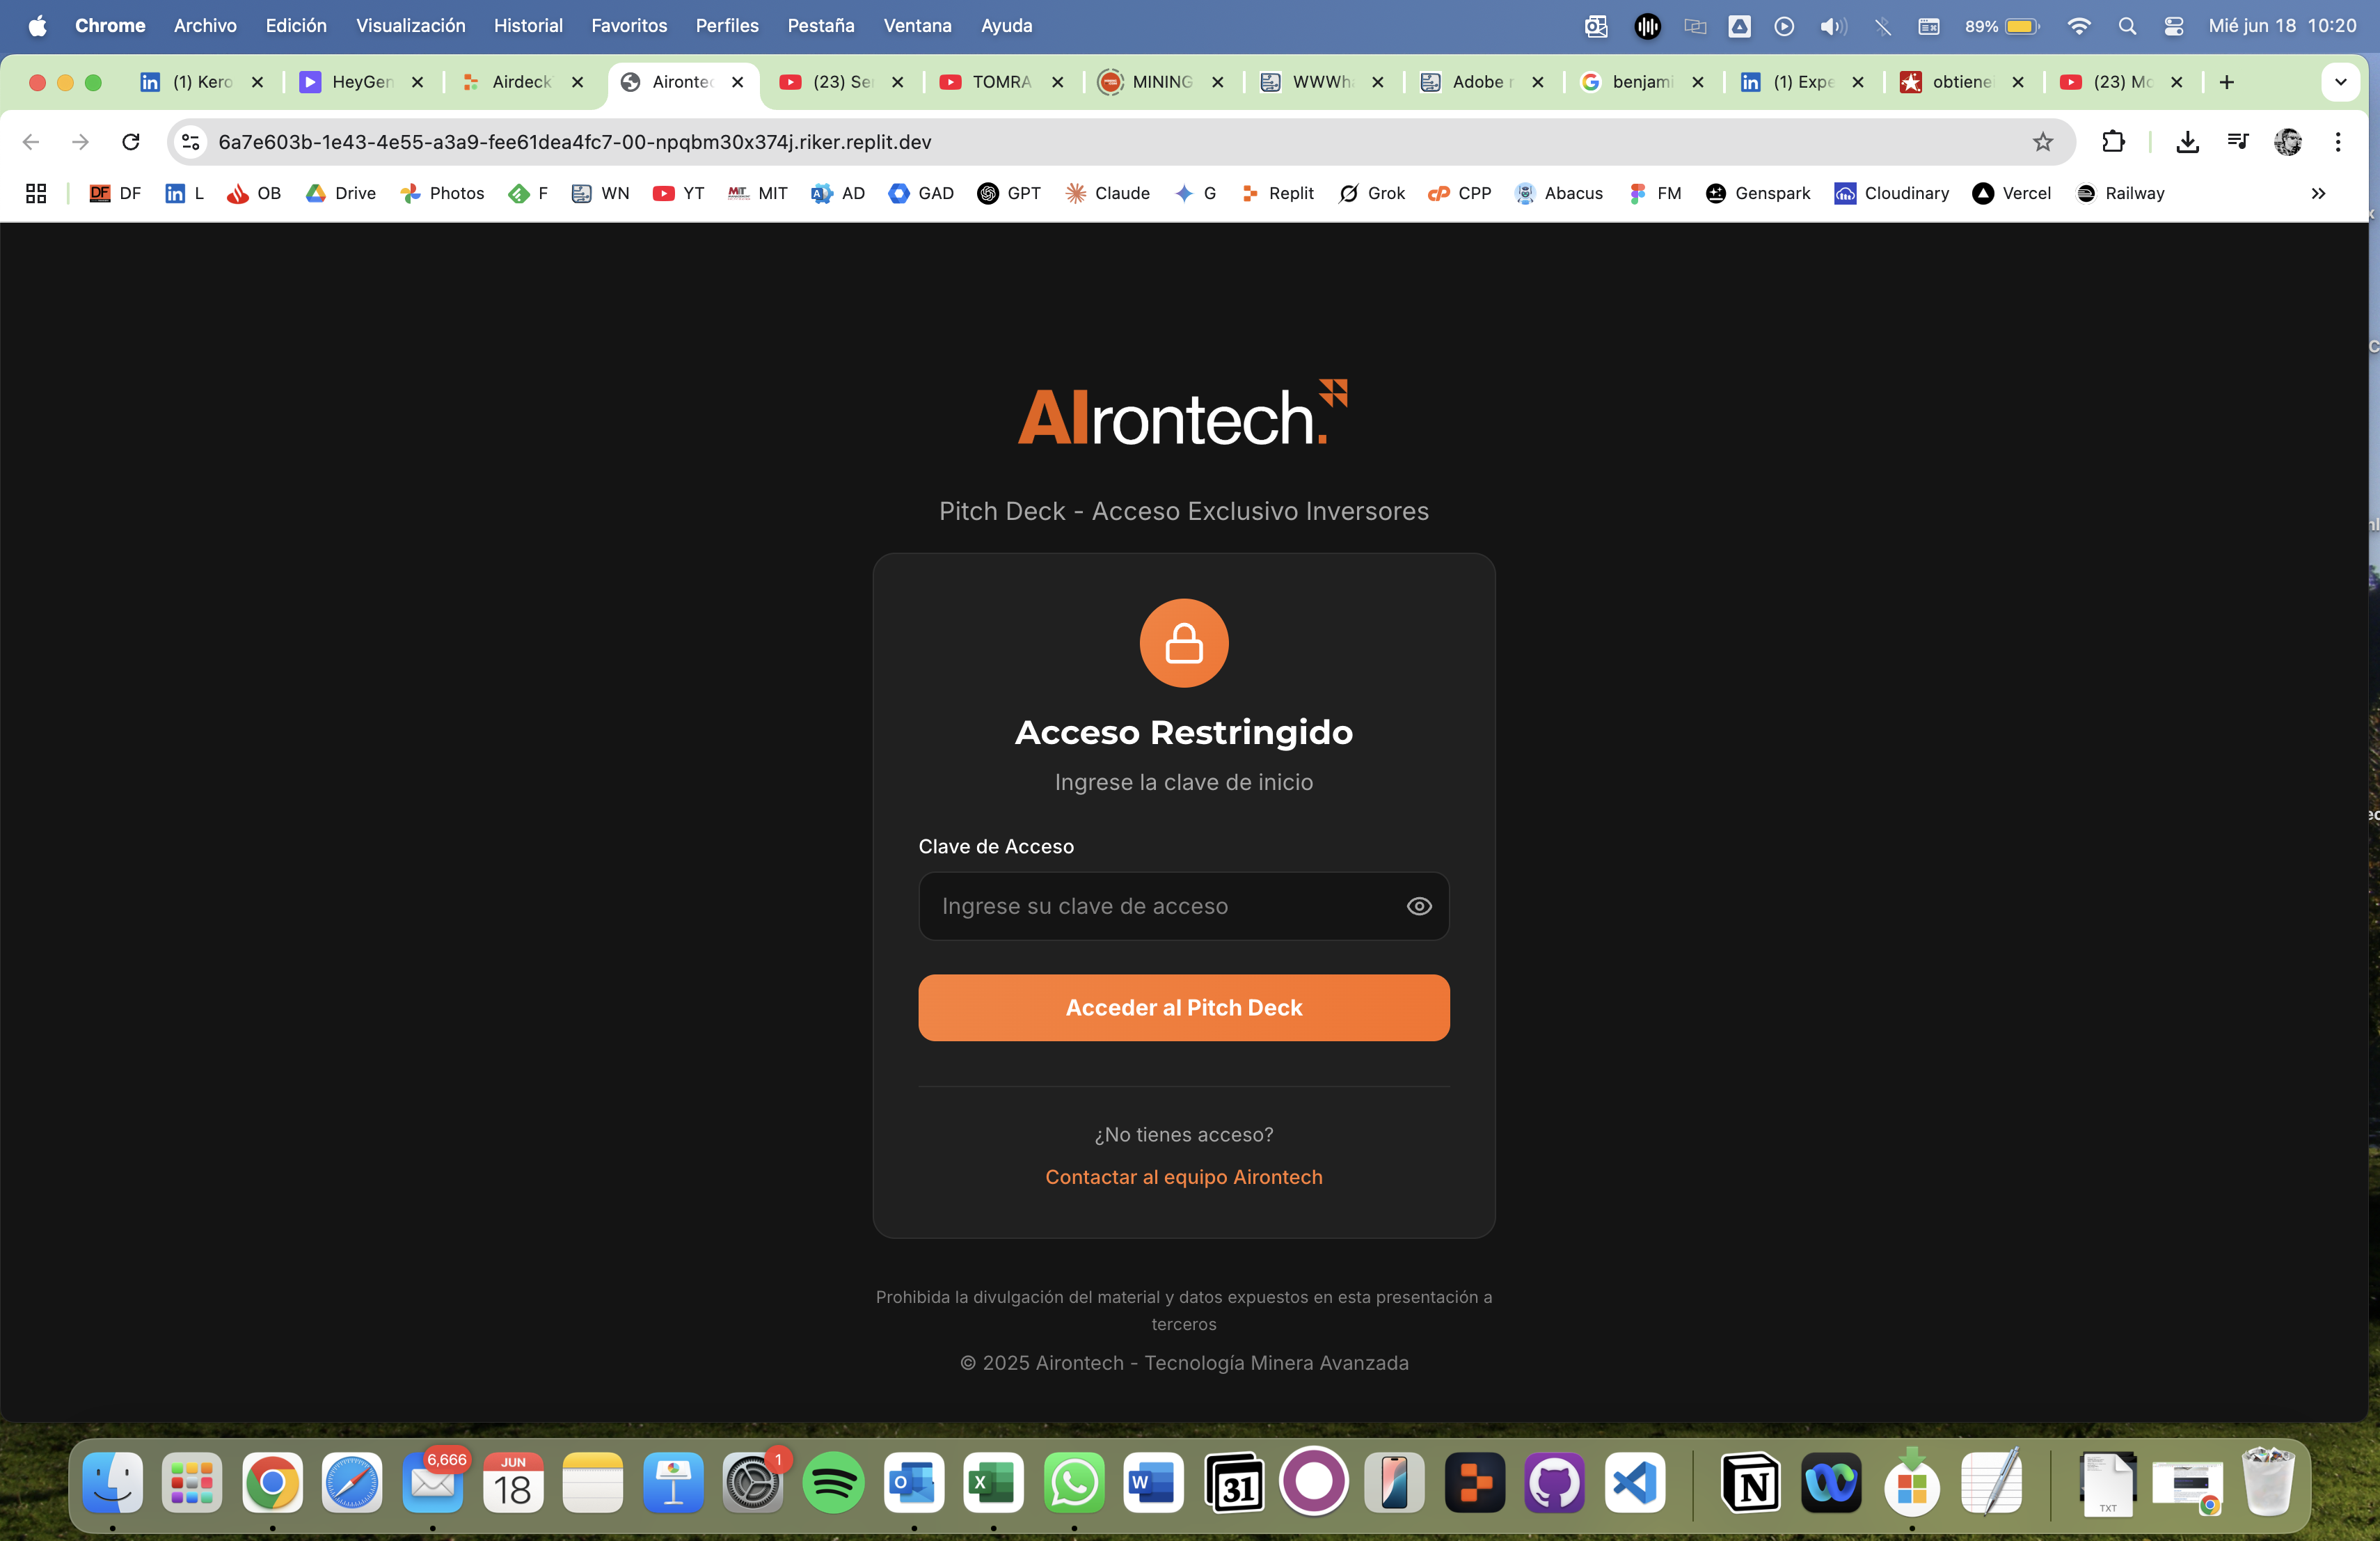 Chrome Archivo Edición Visualización Historial Favoritos Perfiles Pestaña Ventana Ayuda 89% Mié jun 18 10:20
(1) Kero HeyGen Airdeck Airontec (23) Se TOMRA MINING WWWh Adobe benjami (1) Expe obtiene (23) Mc
6a7e603b-1e43-4e55-a3a9-fee61dea4fc7-00-npqbm30x374j.riker.replit.dev
DF DF L OB Drive Photos F WN YT MIT MIT AD GAD GPT Claude G Replit Grok CPP Abacus FM Genspark Cloudinary Vercel Railway
AIrontech.
Pitch Deck - Acceso Exclusivo Inversores
Acceso Restringido
Ingrese la clave de inicio
Clave de Acceso
Ingrese su clave de acceso
Acceder al Pitch Deck
¿No tienes acceso?
Contactar al equipo Airontech
Prohibida la divulgación del material y datos expuestos en esta presentación a
terceros
© 2025 Airontech - Tecnología Minera Avanzada
6,666 JUN 1
18 31
TXT